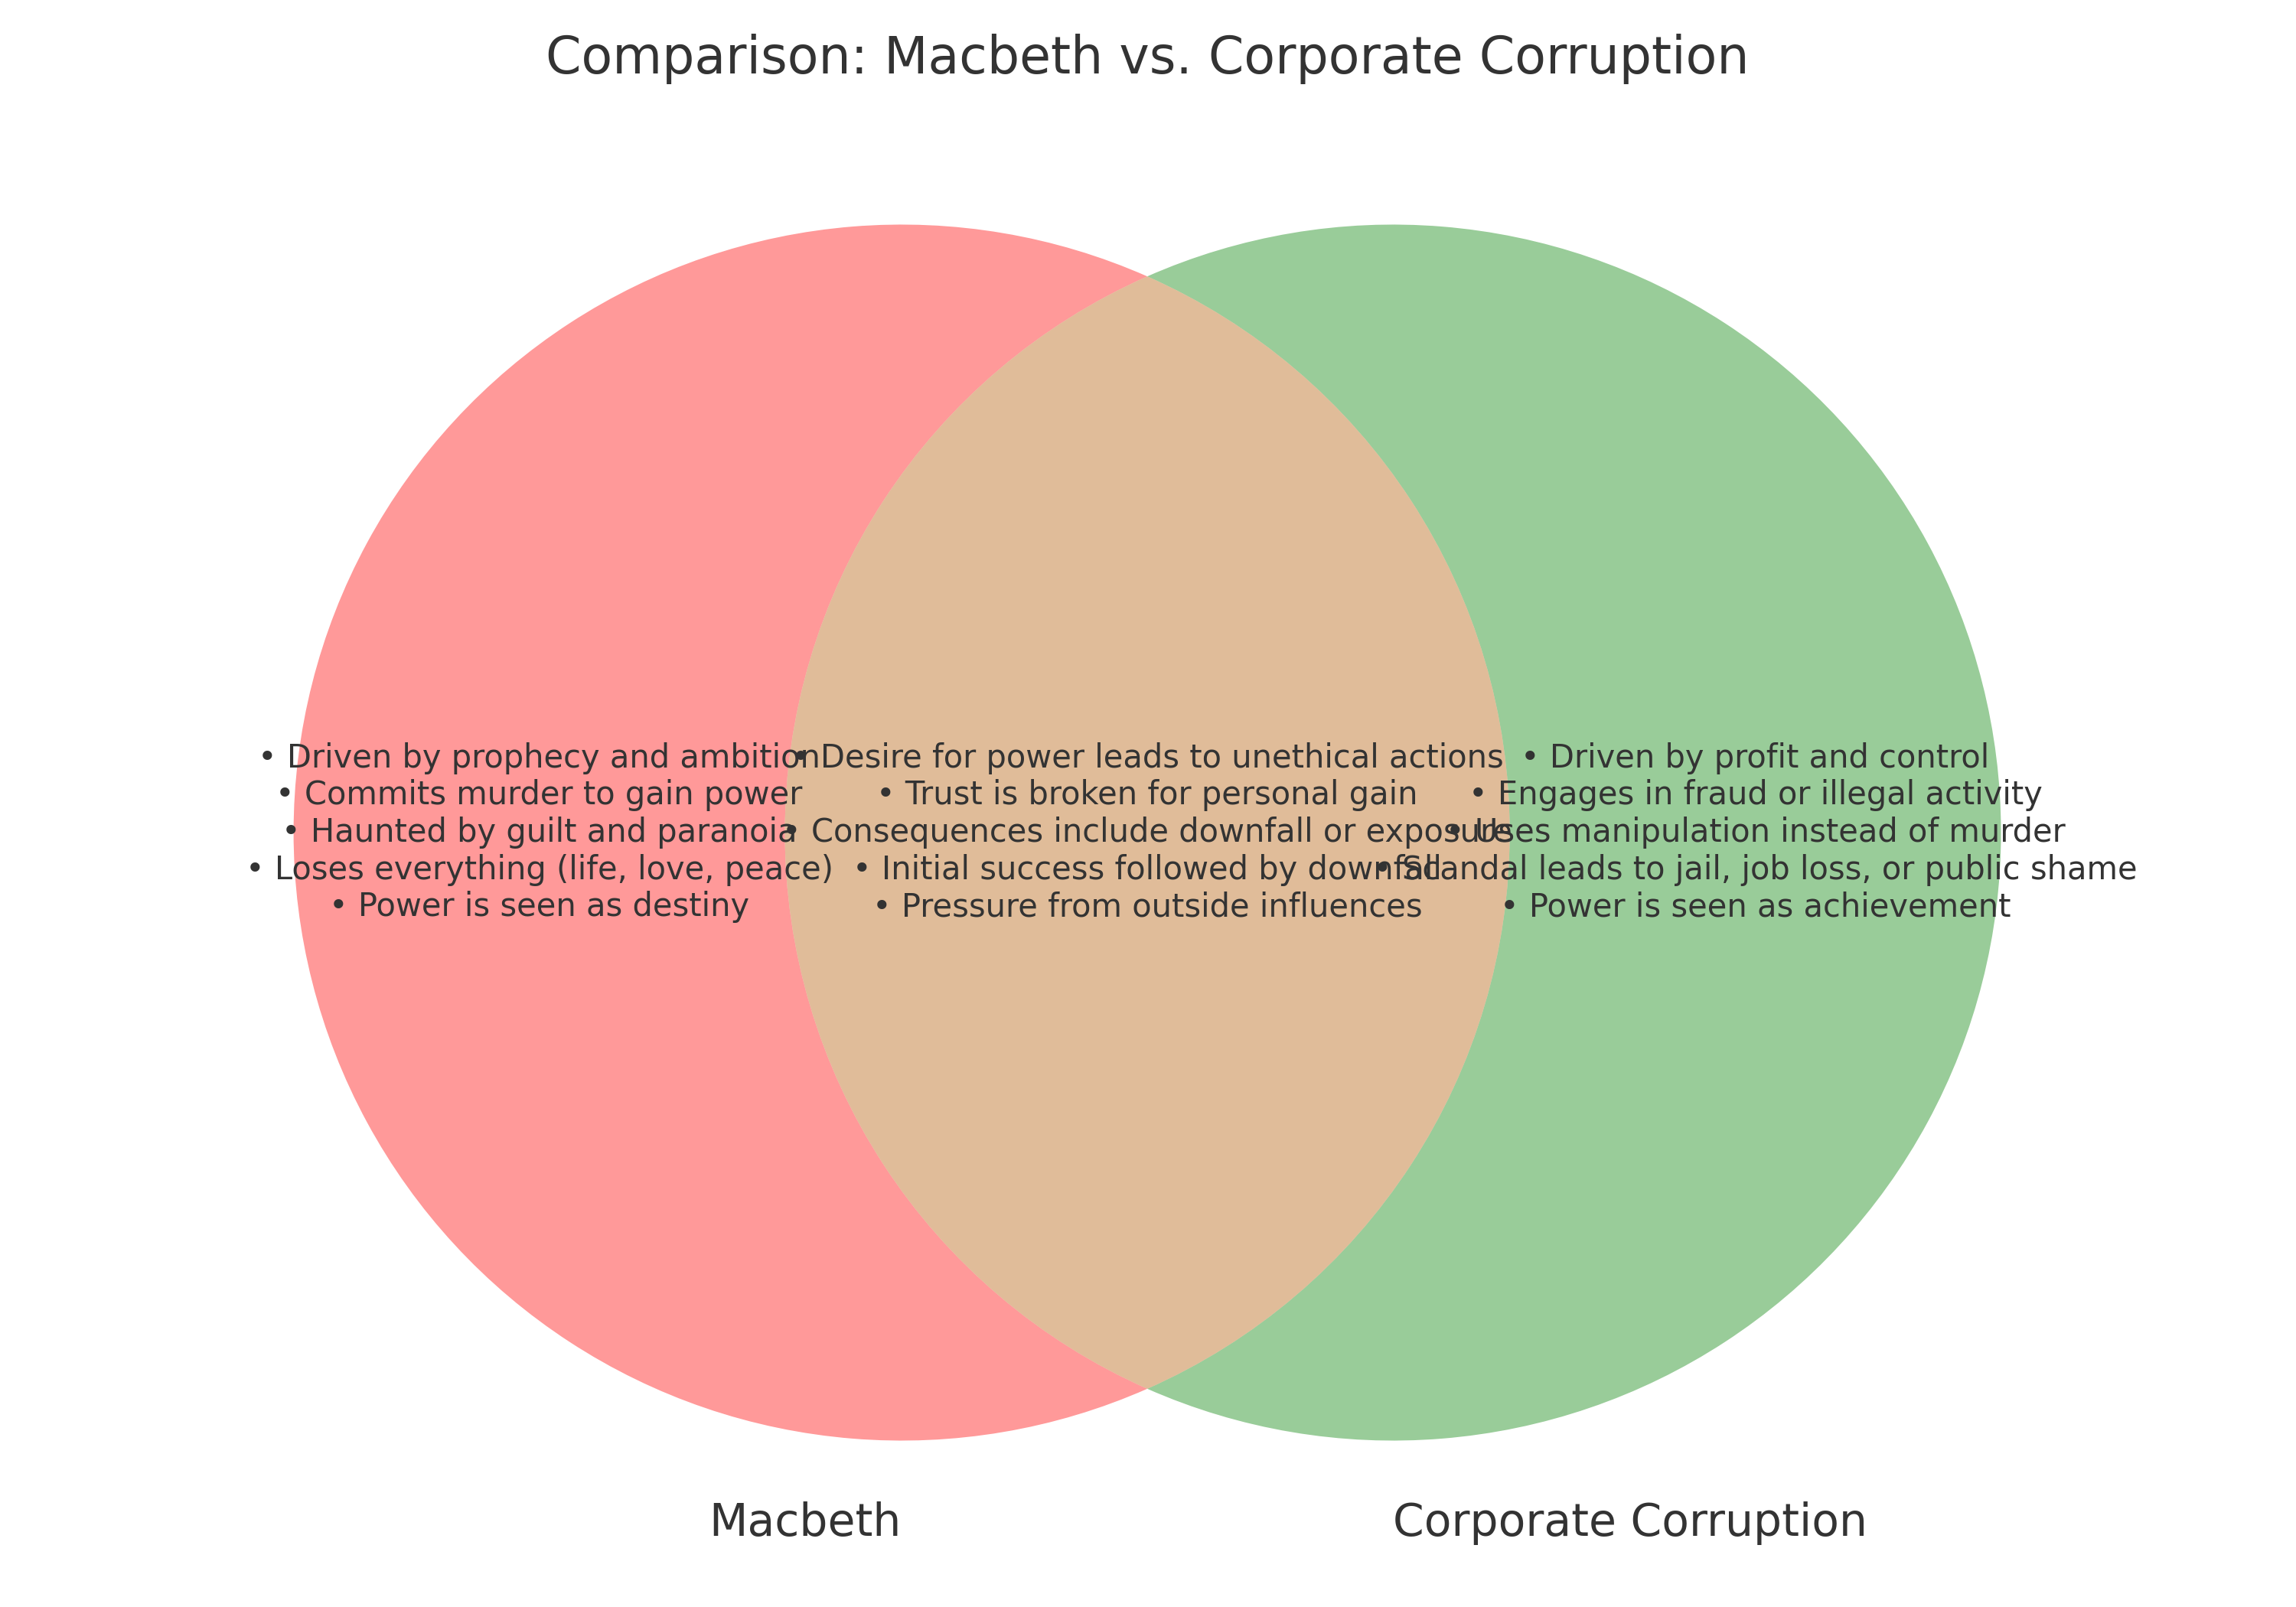 Comparison: Macbeth vs. Corporate Corruption
• Driven by prophecy and ambition
• Commits murder to gain power
• Haunted by guilt and paranoia
• Loses everything (life, love, peace)
• Power is seen as destiny
• Desire for power leads to unethical actions
• Trust is broken for personal gain
• Consequences include downfall or exposure
• Initial success followed by downfall
• Pressure from outside influences
• Driven by profit and control
• Engages in fraud or illegal activity
• Uses manipulation instead of murder
• Scandal leads to jail, job loss, or public shame
• Power is seen as achievement
Macbeth
Corporate Corruption